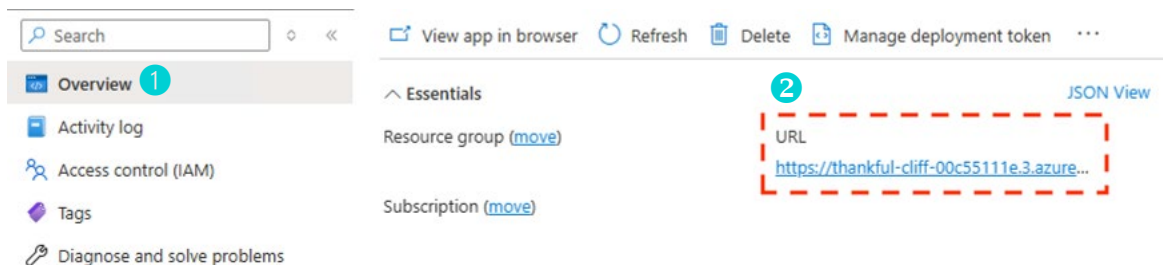 Search
Overview 1
Activity log
Access control (IAM)
Tags
Diagnose and solve problems
View app in browser Refresh Delete Manage deployment token ...
Essentials
2
JSON View
Resource group (move)
URL
https://thankful-cliff-00c55111e.3.azure...
Subscription (move)